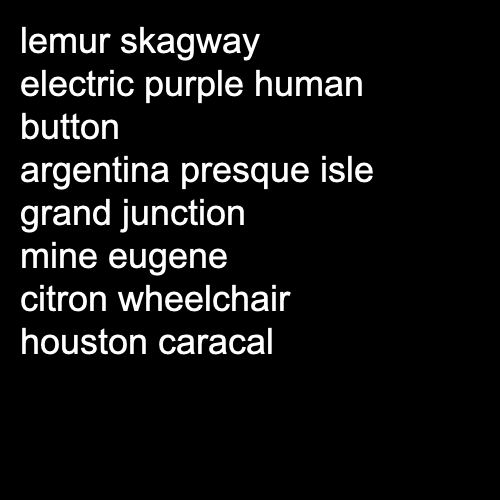 lemur skagway
electric purple human
button
argentina presque isle
grand junction
mine eugene
citron wheelchair
houston caracal